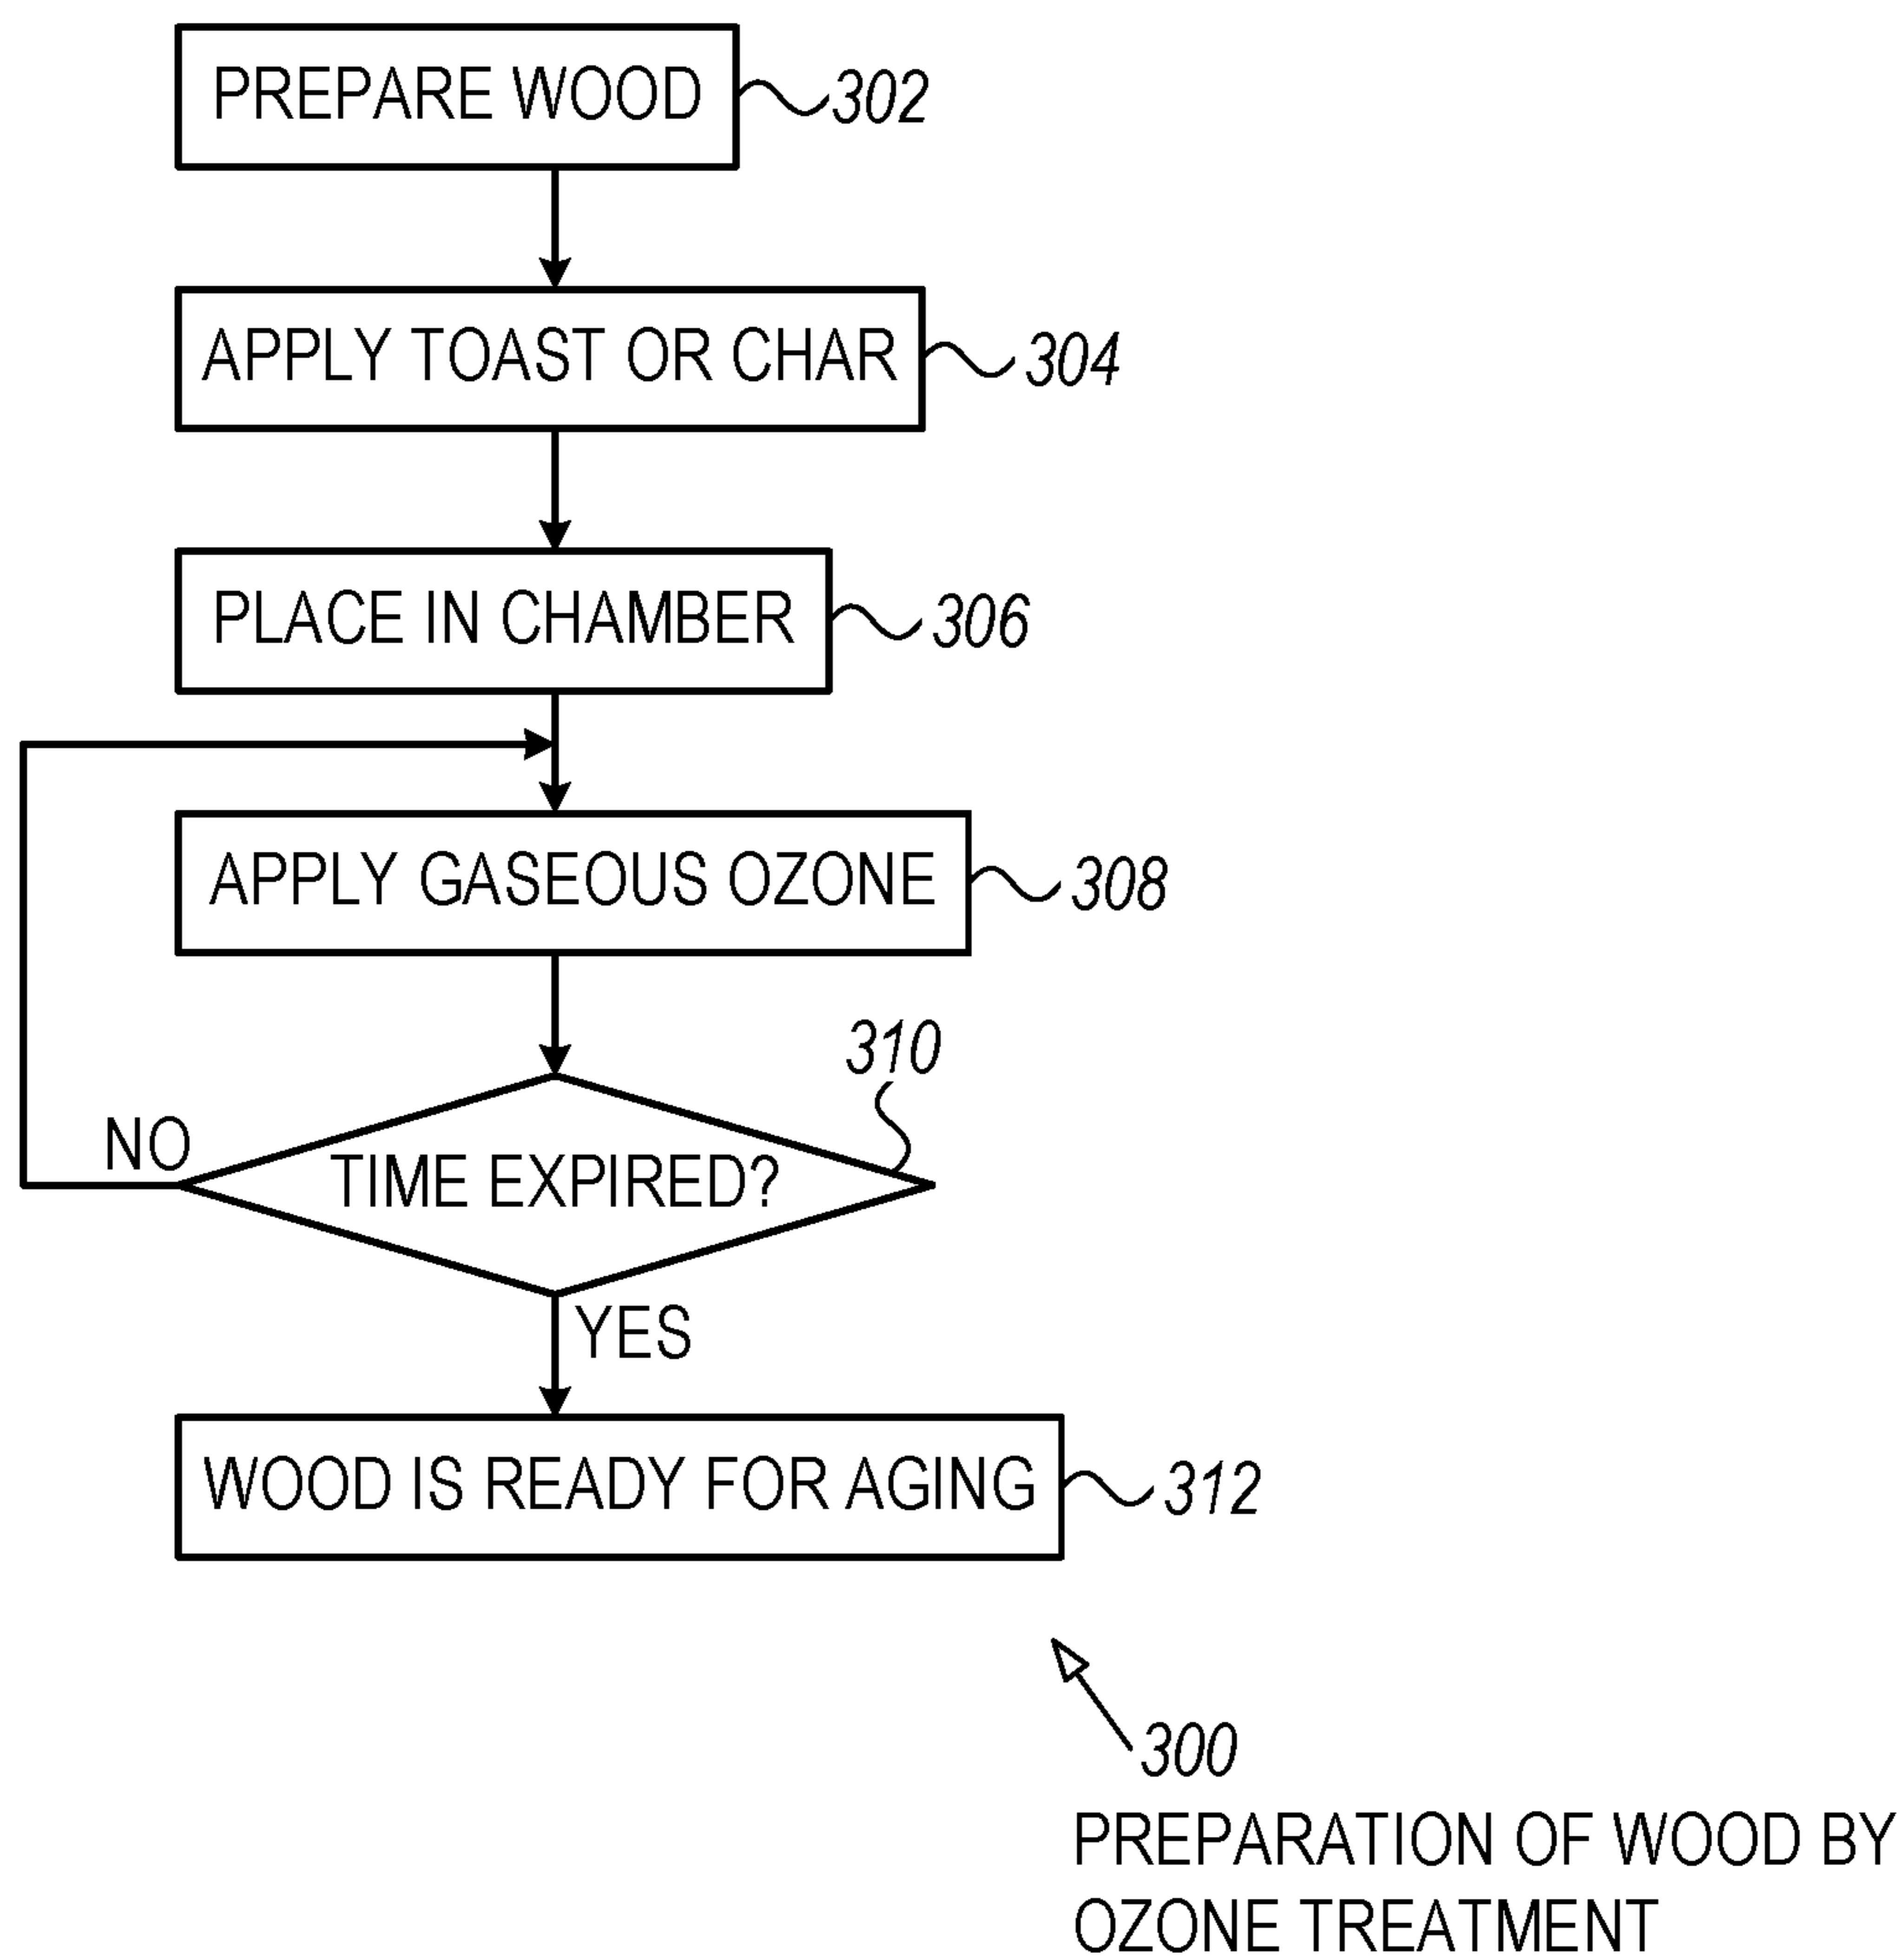 PREPARE WOOD 302
APPLY TOAST OR CHAR 304
PLACE IN CHAMBER 306
APPLY GASEOUS OZONE 308
310
NO
TIME EXPIRED?
YES
WOOD IS READY FOR AGING 312
300
PREPARATION OF WOOD BY
OZONE TREATMENT